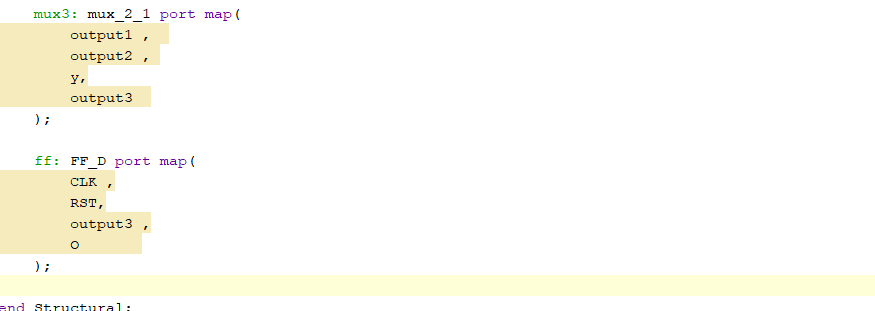 mux3: mux_2_1 port map(
output1 ,
output2 ,
y,
output3
);
ff: FF_D port map(
CLK ,
RST,
output3 ,
O
);
end Structural;